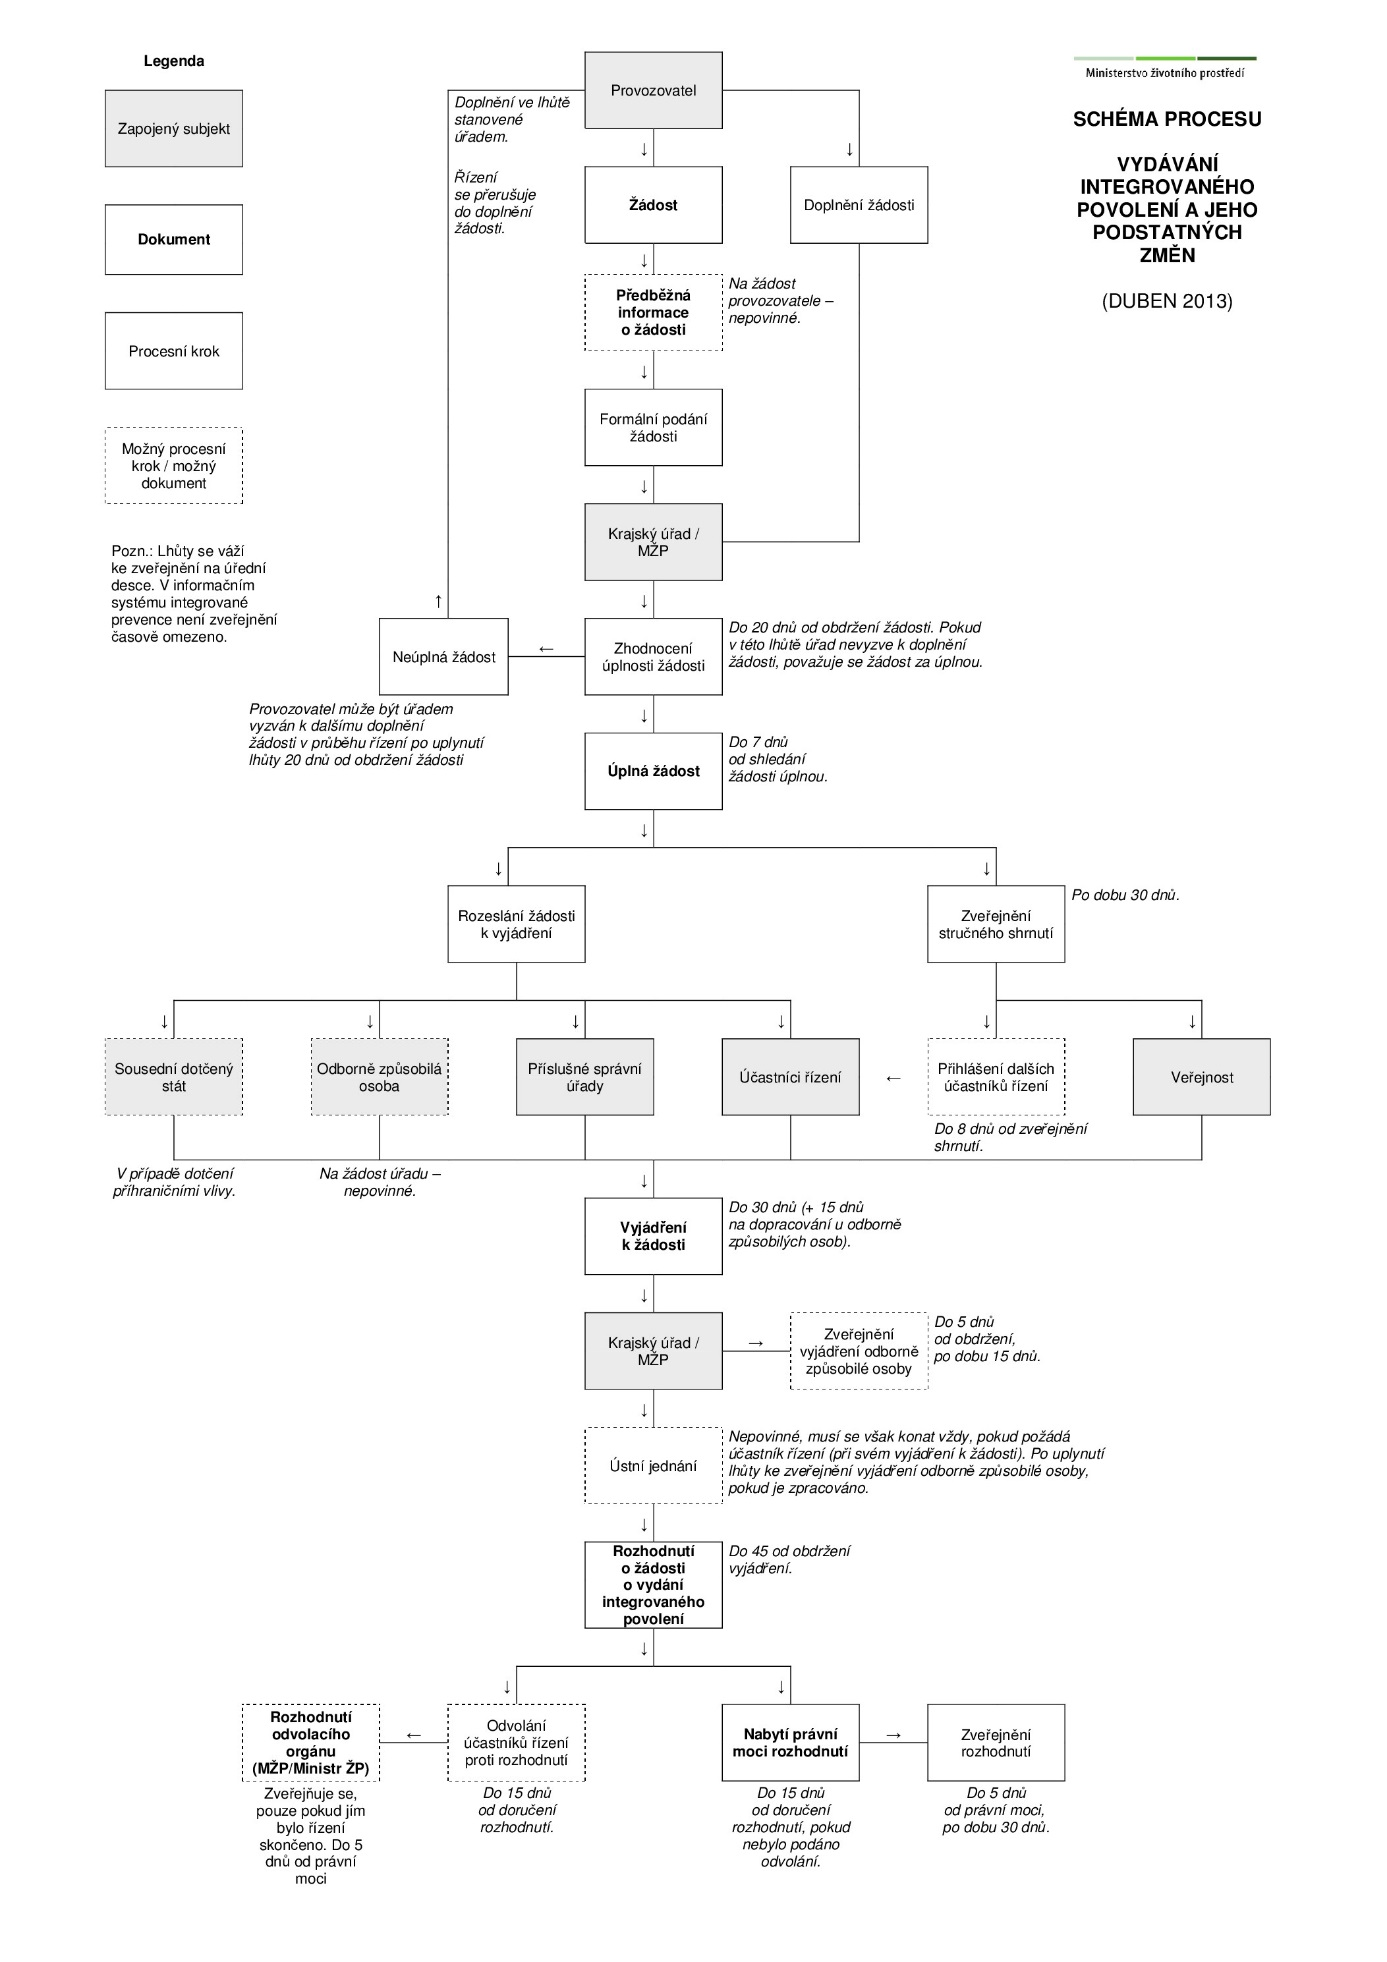 Legenda
Zapojený subjekt
Dokument
Procesní krok
Možný procesní
krok / možný
dokument
Pozn.: Lhůty se váží
ke zveřejnění na úřední
desce. V informačním
systému integrované
prevence není zveřejnění
časově omezeno.
Ministerstvo životního prostředí
SCHÉMA PROCESU
VYDÁVÁNÍ
INTEGROVANÉHO
POVOLENÍ A JEHO
PODSTATNÝCH
ZMĚN
(DUBEN 2013)
Provozovatel
Doplnění ve lhůtě
stanovené
úřadem.
Řízení
se přerušuje
do doplnění
žádosti.
↓
↓
Žádost
Doplnění žádosti
↓
Předběžná
informace
o žádosti
Na žádost
provozovatele –
nepovinné.
↓
Formální podání
žádosti
↓
Krajský úřad /
MŽP
↑
↓
Neúplná žádost
←
Zhodnocení
úplnosti žádosti
Do 20 dnů od obdržení žádosti. Pokud
v této lhůtě úřad nevyzve k doplnění
žádosti, považuje se žádost za úplnou.
Provozovatel může být úřadem
vyzván k dalšímu doplnění
žádosti v průběhu řízení po uplynutí
lhůty 20 dnů od obdržení žádosti
↓
Úplná žádost
Do 7 dnů
od shledání
žádosti úplnou.
↓
↓
↓
Rozeslání žádosti
k vyjádření
Zveřejnění
stručného shrnutí
Po dobu 30 dnů.
↓
↓
↓
↓
↓
↓
Sousední dotčený
stát
Odborně způsobilá
osoba
Příslušné správní
úřady
Účastníci řízení
←
Přihlášení dalších
účastníků řízení
Veřejnost
Do 8 dnů od zveřejnění
shrnutí.
V případě dotčení
příhraničními vlivy.
Na žádost úřadu –
nepovinné.
↓
Vyjádření
k žádosti
Do 30 dnů (+ 15 dnů
na dopracování u odborně
způsobilých osob).
↓
Krajský úřad /
MŽP
→
Zveřejnění
vyjádření odborně
způsobilé osoby
Do 5 dnů
od obdržení,
po dobu 15 dnů.
↓
Ústní jednání
Nepovinné, musí se však konat vždy, pokud požádá
účastník řízení (při svém vyjádření k žádosti). Po uplynutí
lhůty ke zveřejnění vyjádření odborně způsobilé osoby,
pokud je zpracováno.
↓
Rozhodnutí
o žádosti
o vydání
integrovaného
povolení
Do 45 od obdržení
vyjádření.
↓
↓
↓
Rozhodnutí
odvolacího
orgánu
(MŽP/Ministr ŽP)
←
Odvolání
účastníků řízení
proti rozhodnutí
Nabytí právní
moci rozhodnutí
→
Zveřejnění
rozhodnutí
Zveřejňuje se,
pouze pokud jím
bylo řízení
skončeno. Do 5
dnů od právní
moci
Do 15 dnů
od doručení
rozhodnutí.
Do 15 dnů
od doručení
rozhodnutí, pokud
nebylo podáno
odvolání.
Do 5 dnů
od právní moci,
po dobu 30 dnů.